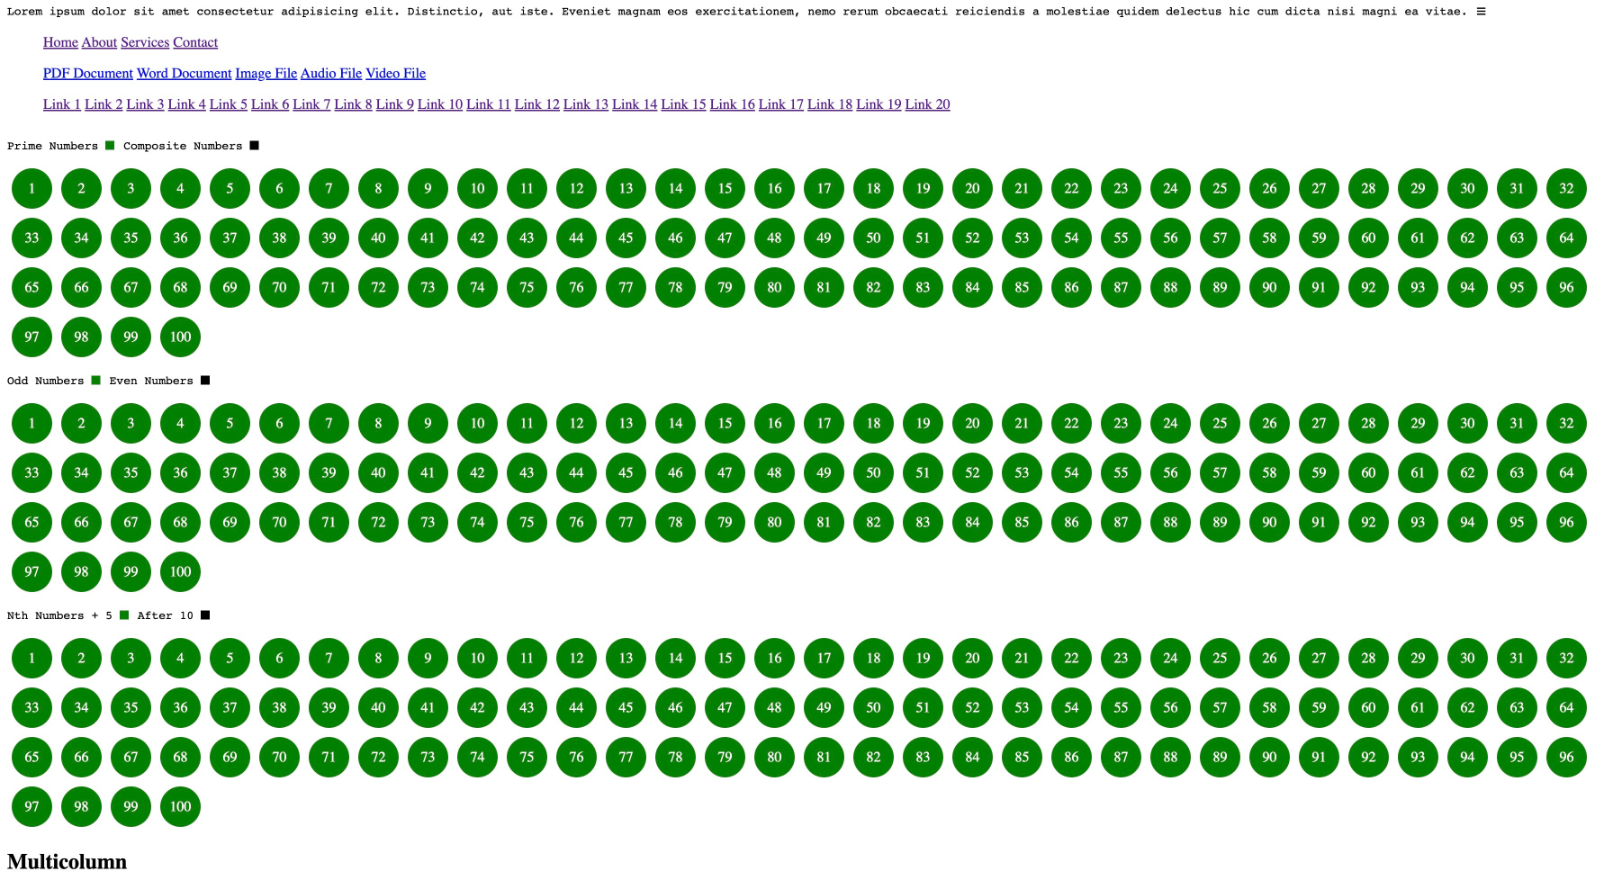 Lorem ipsum dolor sit amet consectetur adipisicing elit. Distinctio, aut iste. Eveniet magnam eos exercitationem, nemo rerum obcaecati reiciendis a molestiae quidem delectus hic cum dicta nisi magni ea vitae. ≡
Home About Services Contact
PDF Document Word Document Image File Audio File Video File
Link 1 Link 2 Link 3 Link 4 Link 5 Link 6 Link 7 Link 8 Link 9 Link 10 Link 11 Link 12 Link 13 Link 14 Link 15 Link 16 Link 17 Link 18 Link 19 Link 20
Prime Numbers ■ Composite Numbers ■
1 2 3 4 5 6 7 8 9 10 11 12 13 14 15 16 17 18 19 20 21 22 23 24 25 26 27 28 29 30 31 32
33 34 35 36 37 38 39 40 41 42 43 44 45 46 47 48 49 50 51 52 53 54 55 56 57 58 59 60 61 62 63 64
65 66 67 68 69 70 71 72 73 74 75 76 77 78 79 80 81 82 83 84 85 86 87 88 89 90 91 92 93 94 95 96
97 98 99 100
Odd Numbers ■ Even Numbers ■
1 2 3 4 5 6 7 8 9 10 11 12 13 14 15 16 17 18 19 20 21 22 23 24 25 26 27 28 29 30 31 32
33 34 35 36 37 38 39 40 41 42 43 44 45 46 47 48 49 50 51 52 53 54 55 56 57 58 59 60 61 62 63 64
65 66 67 68 69 70 71 72 73 74 75 76 77 78 79 80 81 82 83 84 85 86 87 88 89 90 91 92 93 94 95 96
97 98 99 100
Nth Numbers + 5 ■ After 10 ■
1 2 3 4 5 6 7 8 9 10 11 12 13 14 15 16 17 18 19 20 21 22 23 24 25 26 27 28 29 30 31 32
33 34 35 36 37 38 39 40 41 42 43 44 45 46 47 48 49 50 51 52 53 54 55 56 57 58 59 60 61 62 63 64
65 66 67 68 69 70 71 72 73 74 75 76 77 78 79 80 81 82 83 84 85 86 87 88 89 90 91 92 93 94 95 96
97 98 99 100
Multicolumn